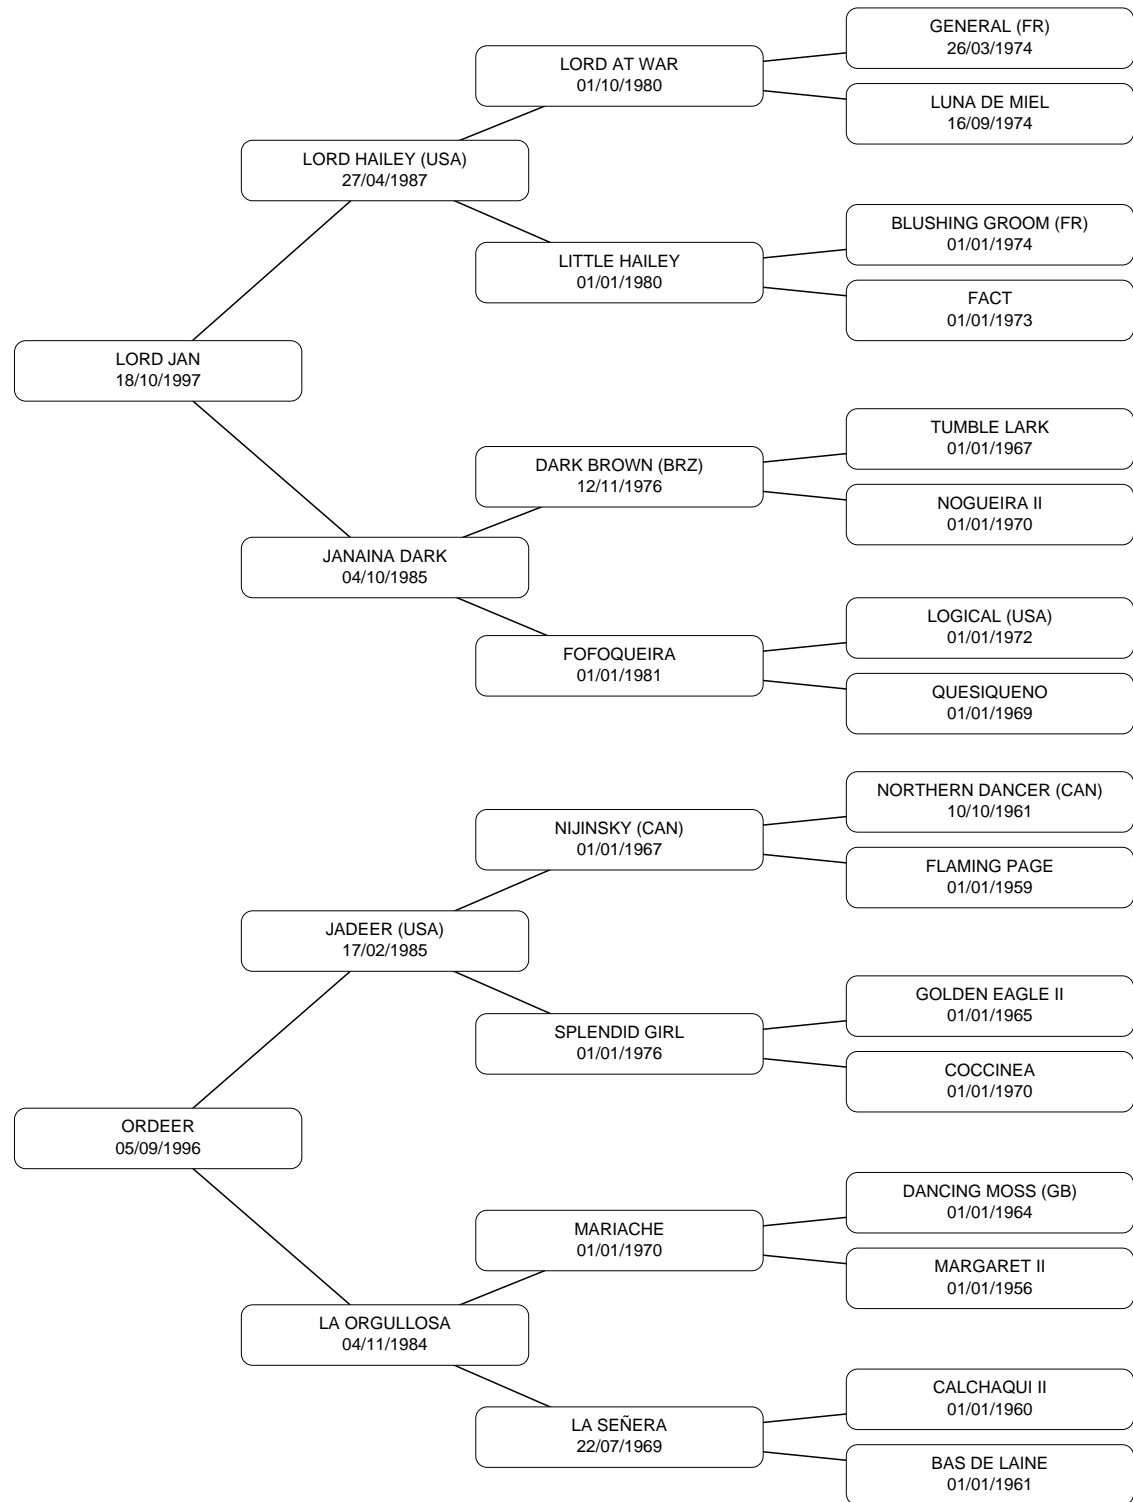 GENERAL (FR)
26/03/1974
LORD AT WAR
01/10/1980
LUNA DE MIEL
16/09/1974
LORD HAILEY (USA)
27/04/1987
BLUSHING GROOM (FR)
01/01/1974
LITTLE HAILEY
01/01/1980
FACT
01/01/1973
LORD JAN
18/10/1997
TUMBLE LARK
01/01/1967
DARK BROWN (BRZ)
12/11/1976
NOGUEIRA II
01/01/1970
JANAINA DARK
04/10/1985
LOGICAL (USA)
01/01/1972
FOFOQUEIRA
01/01/1981
QUESIQUENO
01/01/1969
NORTHERN DANCER (CAN)
10/10/1961
NIJINSKY (CAN)
01/01/1967
FLAMING PAGE
01/01/1959
JADEER (USA)
17/02/1985
GOLDEN EAGLE II
01/01/1965
SPLENDID GIRL
01/01/1976
COCCINEA
01/01/1970
ORDEER
05/09/1996
DANCING MOSS (GB)
01/01/1964
MARIACHE
01/01/1970
MARGARET II
01/01/1956
LA ORGULLOSA
04/11/1984
CALCHAQUI II
01/01/1960
LA SEÑERA
22/07/1969
BAS DE LAINE
01/01/1961